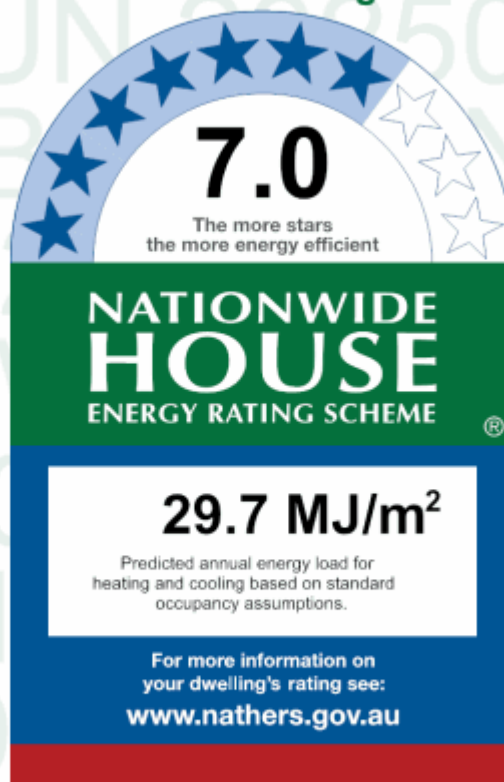 7.0
The more stars
the more energy efficient
NATIONWIDE
HOUSE
ENERGY RATING SCHEME
®
29.7 MJ/m²
Predicted annual energy load for
heating and cooling based on standard
occupancy assumptions.
For more information on
your dwelling's rating see:
www.nathers.gov.au